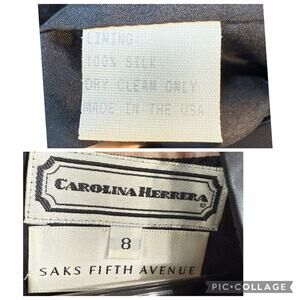 LINING
100% SILK
DRY CLEAN ONLY
MADE IN THE USA
CAROLINA HERRERA
8
SAKS FIFTH AVENUE
PIC•COLLAGE